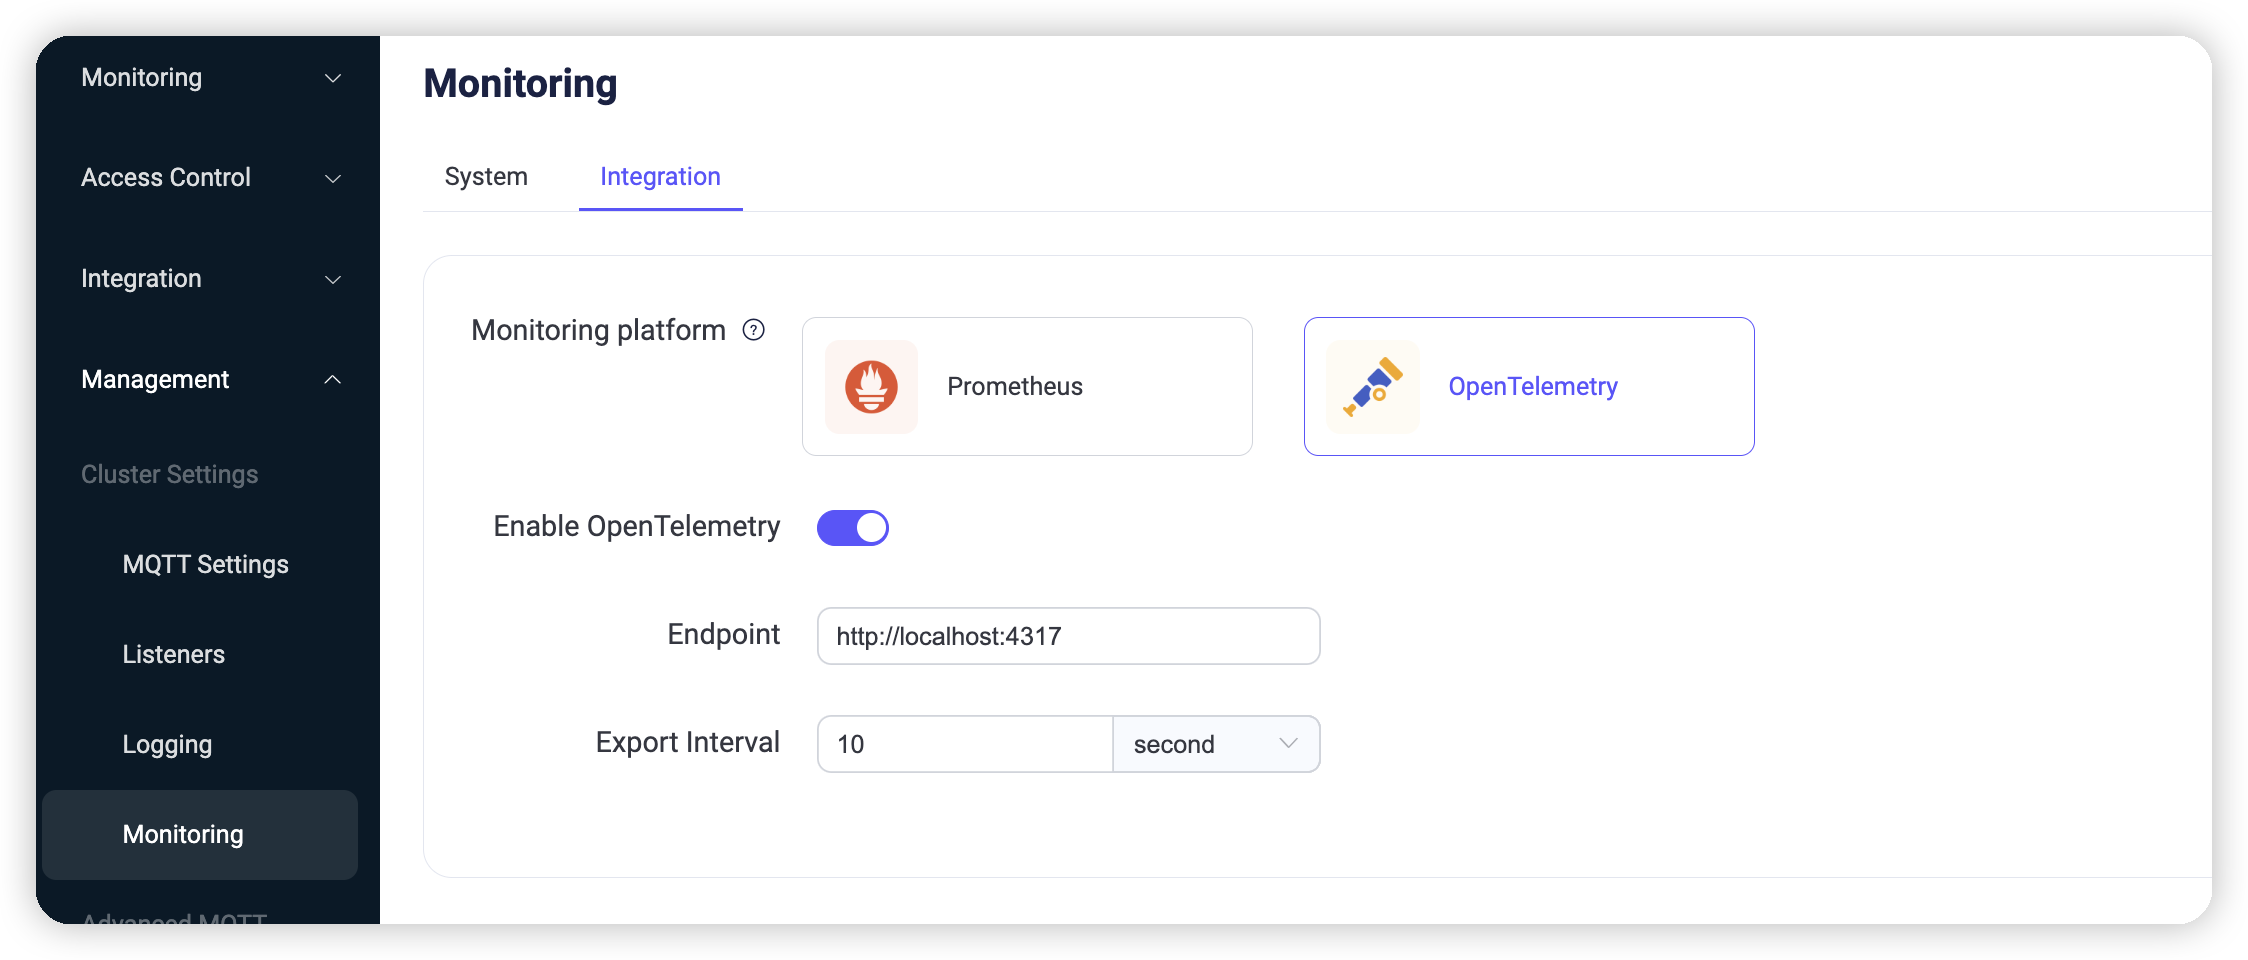 Monitoring
Access Control
Integration
Management
Cluster Settings
MQTT Settings
Listeners
Logging
Monitoring
Advanced MQTT
Monitoring
System
Integration
Monitoring platform ?
Prometheus
OpenTelemetry
Enable OpenTelemetry
Endpoint
http://localhost:4317
Export Interval
10
second